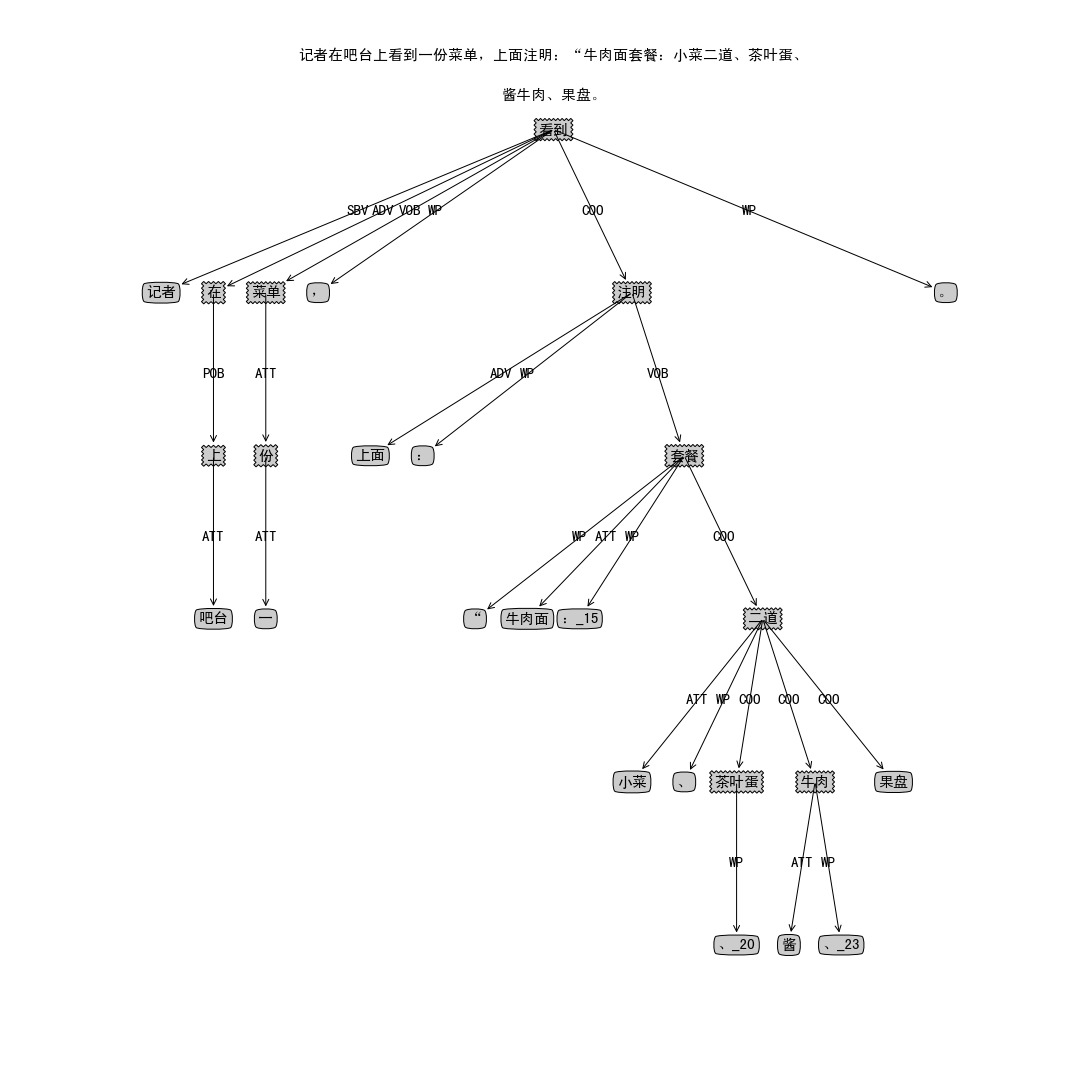 记者在吧台上看到一份菜单，上面注明：“牛肉面套餐：小菜二道、茶叶蛋、
酱牛肉、果盘。
看到
SBV ADV VOB WP COO WP
记者 在 菜单 ， 注明 。
POB ATT ADV WP VOB
上 份 上面 ： 套餐
ATT ATT WP ATT WP COO
吧台 一 “ 牛肉面 ：_15 二道
ATT WP COO COO COO
小菜 、 茶叶蛋 牛肉 果盘
WP ATT WP
、_20 酱 、_23